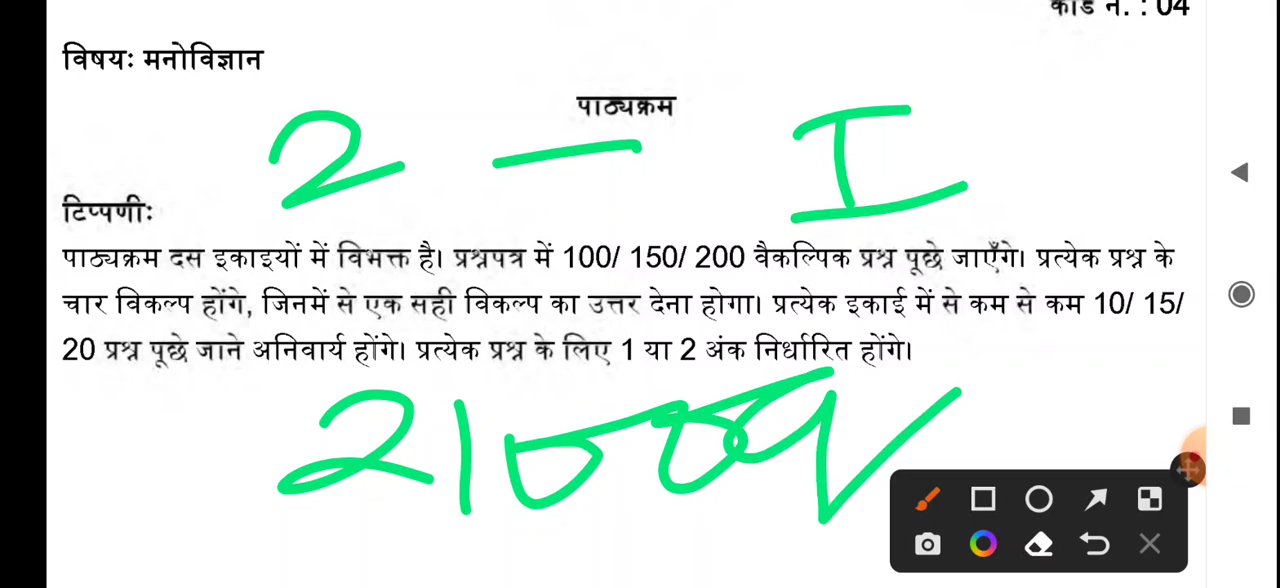 कोड नं. : 04
विषयः मनोविज्ञान
पाठ्यक्रम
2 — I
टिप्पणीः
पाठ्यक्रम दस इकाइयों में विभक्त है। प्रश्नपत्र में 100/ 150/ 200 वैकल्पिक प्रश्न पूछे जाएँगे। प्रत्येक प्रश्न के
चार विकल्प होंगे, जिनमें से एक सही विकल्प का उत्तर देना होगा। प्रत्येक इकाई में से कम से कम 10/ 15/
20 प्रश्न पूछे जाने अनिवार्य होंगे। प्रत्येक प्रश्न के लिए 1 या 2 अंक निर्धारित होंगे।